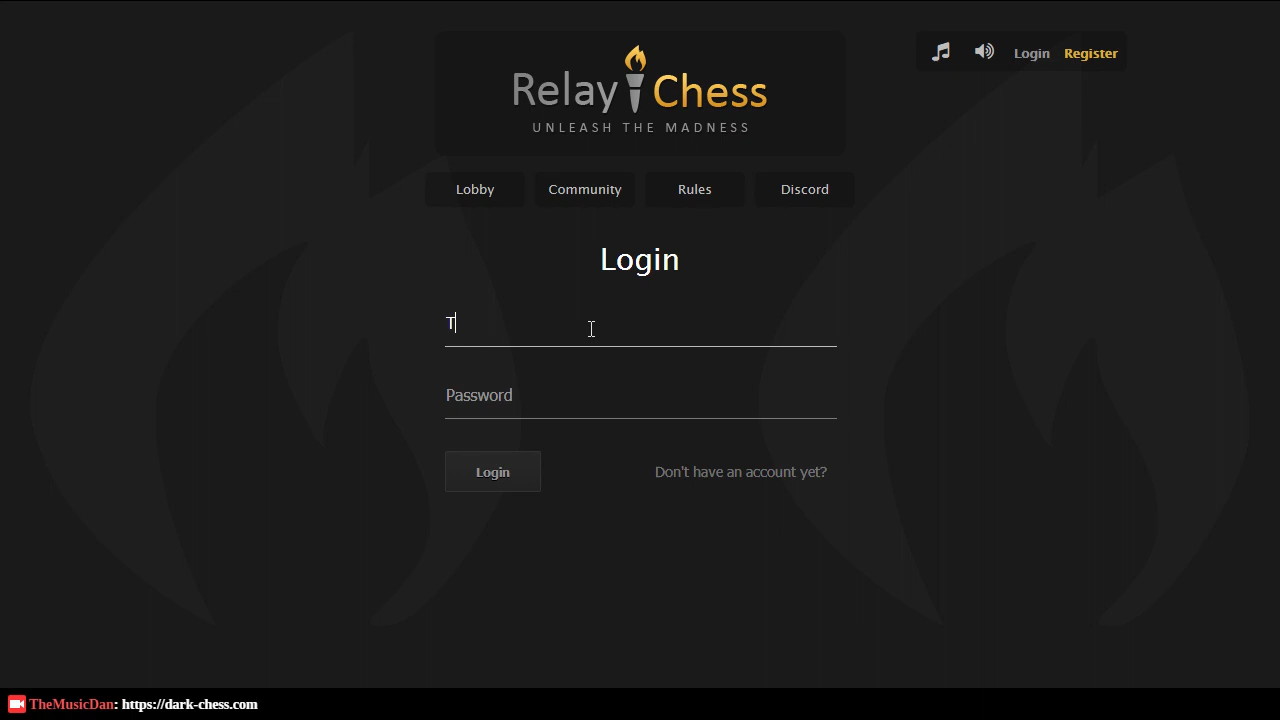 Relay Chess
UNLEASH THE MADNESS
Login Register
Lobby Community Rules Discord
Login
T
Password
Login Don't have an account yet?
TheMusicDan: https://dark-chess.com